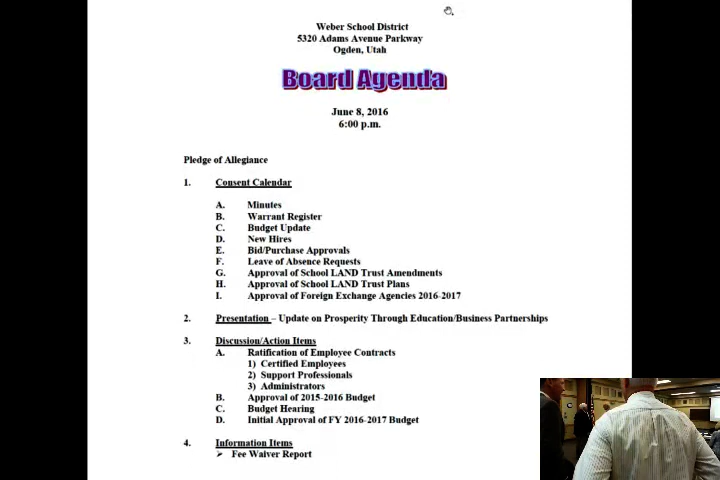 Weber School District
5320 Adams Avenue Parkway
Ogden, Utah
Board Agenda
June 8, 2016
6:00 p.m.
Pledge of Allegiance
1. Consent Calendar
A. Minutes
B. Warrant Register
C. Budget Update
D. New Hires
E. Bid/Purchase Approvals
F. Leave of Absence Requests
G. Approval of School LAND Trust Amendments
H. Approval of School LAND Trust Plans
I. Approval of Foreign Exchange Agencies 2016-2017
2. Presentation – Update on Prosperity Through Education/Business Partnerships
3. Discussion/Action Items
A. Ratification of Employee Contracts
1) Certified Employees
2) Support Professionals
3) Administrators
B. Approval of 2015-2016 Budget
C. Budget Hearing
D. Initial Approval of FY 2016-2017 Budget
4. Information Items
➢ Fee Waiver Report